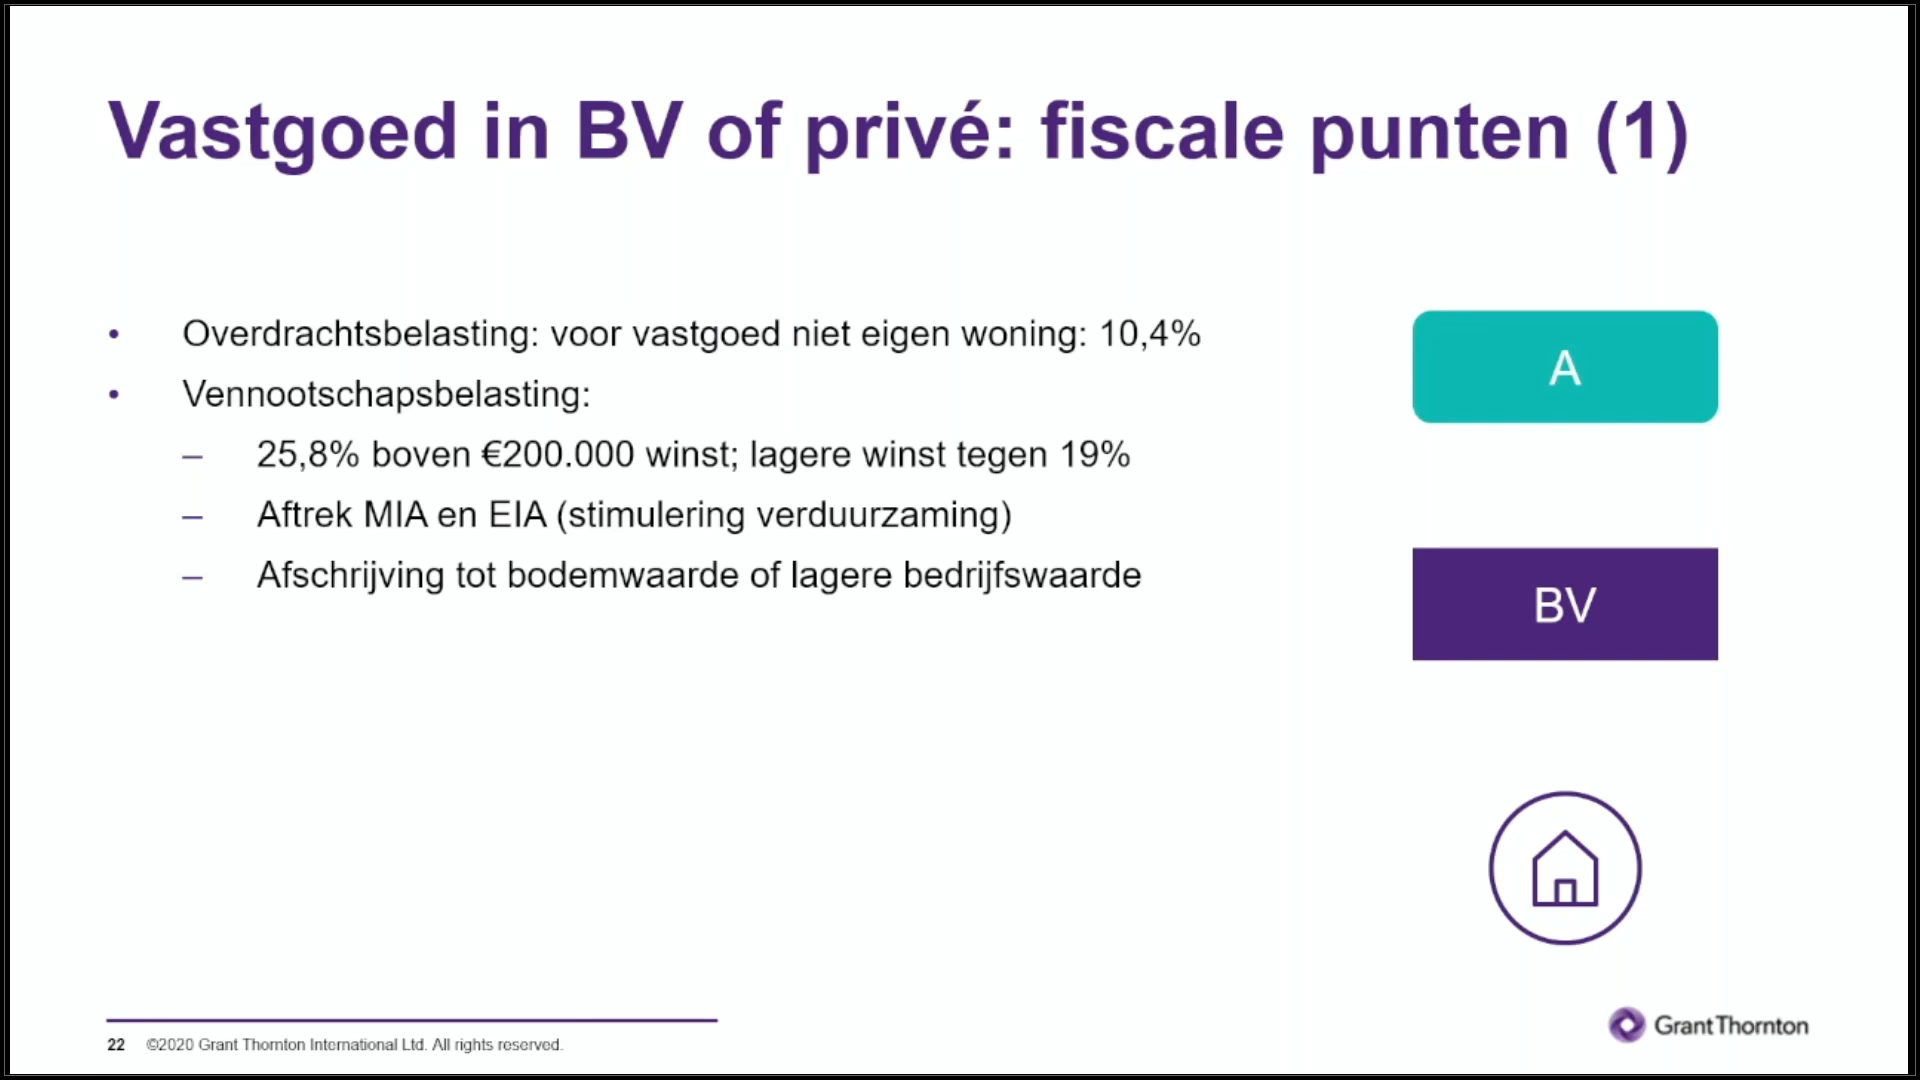 Vastgoed in BV of privé: fiscale punten (1)
• Overdrachtsbelasting: voor vastgoed niet eigen woning: 10,4%
• Vennootschapsbelasting:
– 25,8% boven €200.000 winst; lagere winst tegen 19%
– Aftrek MIA en EIA (stimulering verduurzaming)
– Afschrijving tot bodemwaarde of lagere bedrijfswaarde
A
BV
22 ©2020 Grant Thornton International Ltd. All rights reserved.
Grant Thornton